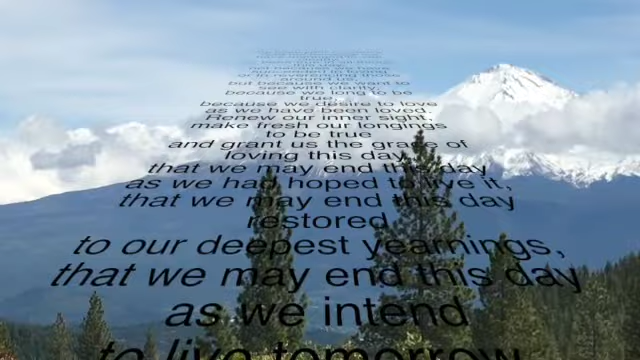 but because we want to
see with clarity,
because we long to be
true,
because we desire to love
as we have been loved.
Renew our inner sight,
make fresh our longings
to be true
and grant us the grace of
loving this day,
that we may end this day
as we had hoped to live it,
that we may end this day
restored
to our deepest yearnings,
that we may end this day
as we intend
to live tomorrow